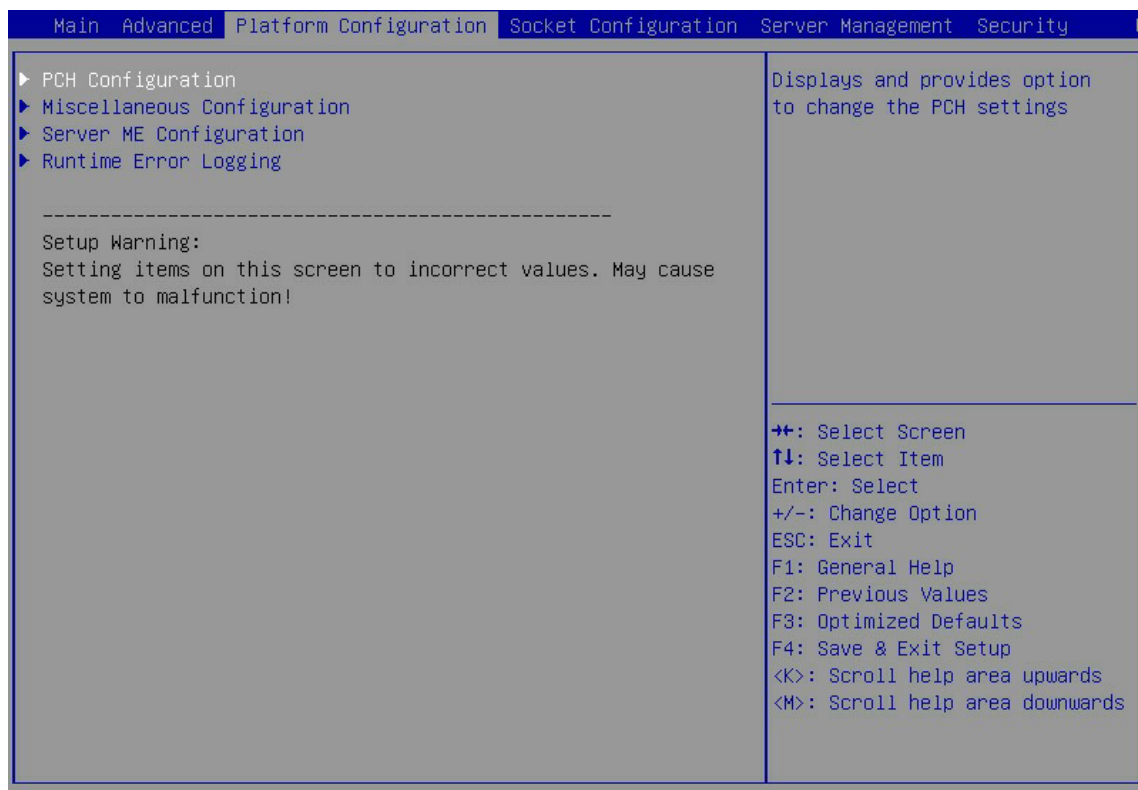 Main Advanced Platform Configuration Socket Configuration Server Management Security
PCH Configuration
Miscellaneous Configuration
Server ME Configuration
Runtime Error Logging
--------------------------------------------------
Setup Warning:
Setting items on this screen to incorrect values. May cause
system to malfunction!
Displays and provides option
to change the PCH settings
→←: Select Screen
↑↓: Select Item
Enter: Select
+/-: Change Option
ESC: Exit
F1: General Help
F2: Previous Values
F3: Optimized Defaults
F4: Save & Exit Setup
<K>: Scroll help area upwards
<M>: Scroll help area downwards